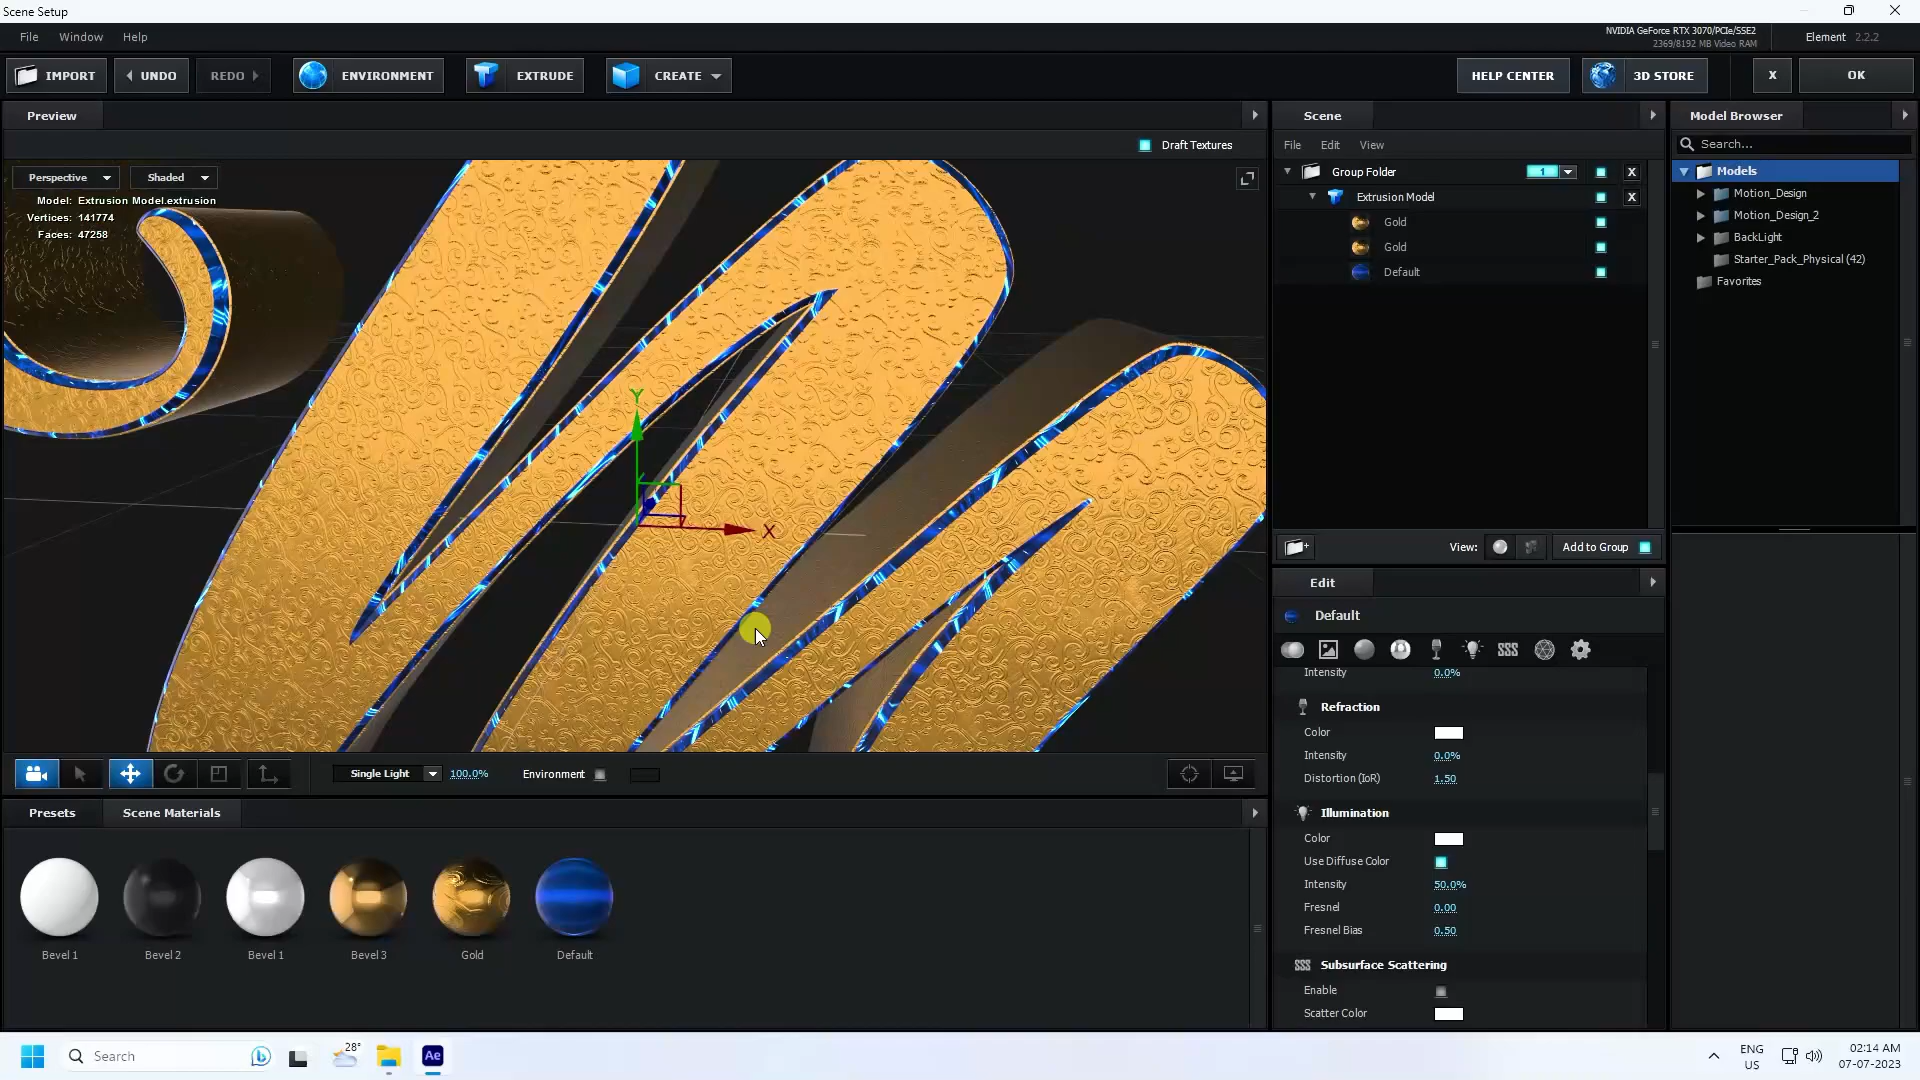 Scene Setup
File Window Help
NVIDIA GeForce RTX 3070/PCIe/SSE2
2369/8192 MB Video RAM
Element 2.2.2
IMPORT UNDO REDO ENVIRONMENT EXTRUDE CREATE HELP CENTER 3D STORE X OK
Preview
Draft Textures
Perspective Shaded
Model: Extrusion Model.extrusion
Vertices: 141774
Faces: 47258
Y
X
Single Light 100.0% Environment
Presets Scene Materials
Bevel 1 Bevel 2 Bevel 1 Bevel 3 Gold Default
Scene
File Edit View
Group Folder 1 X
Extrusion Model X
Gold
Gold
Default
View: Add to Group
Edit
Default
Intensity 0.0%
Refraction
Color
Intensity 0.0%
Distortion (IoR) 1.50
Illumination
Color
Use Diffuse Color
Intensity 50.0%
Fresnel 0.00
Fresnel Bias 0.50
Subsurface Scattering
Enable
Scatter Color
Model Browser
Search...
Models
Motion_Design
Motion_Design_2
BackLight
Starter_Pack_Physical (42)
Favorites
Search 28° Ae
ENG
US
02:14 AM
07-07-2023